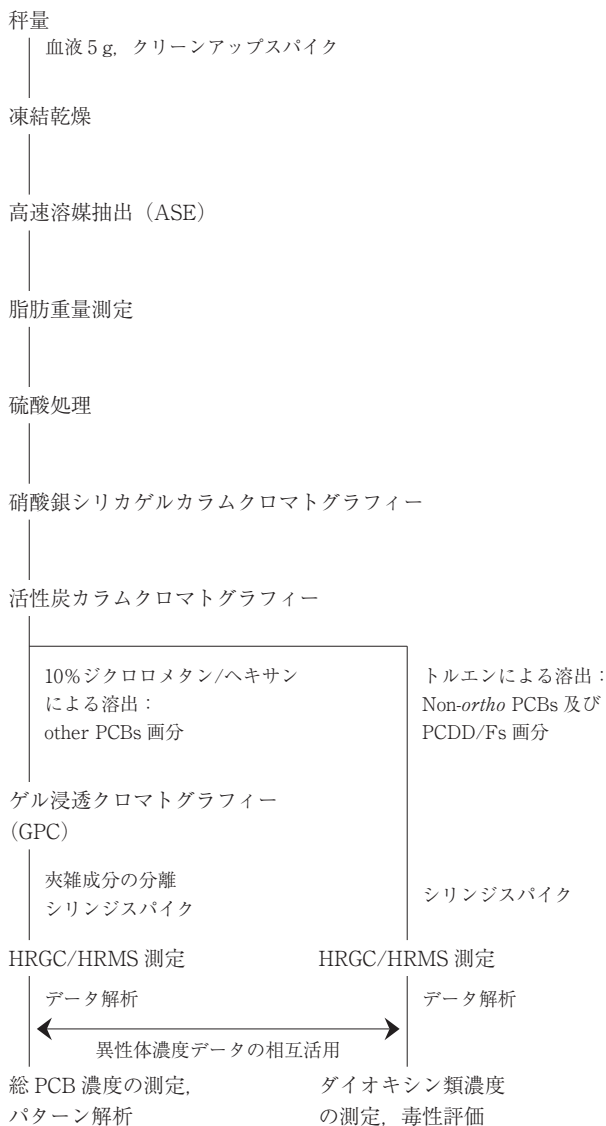 秤量
血液5 g，クリーンアップスパイク
凍結乾燥
高速溶媒抽出（ASE）
脂肪重量測定
硫酸処理
硝酸銀シリカゲルカラムクロマトグラフィー
活性炭カラムクロマトグラフィー
10％ジクロロメタン/ヘキサン
による溶出：
other PCBs 画分
トルエンによる溶出：
Non-ortho PCBs 及び
PCDD/Fs 画分
ゲル浸透クロマトグラフィー
（GPC）
夾雑成分の分離
シリンジスパイク
シリンジスパイク
HRGC/HRMS 測定
HRGC/HRMS 測定
データ解析
データ解析
異性体濃度データの相互活用
総 PCB 濃度の測定，
パターン解析
ダイオキシン類濃度
の測定，毒性評価